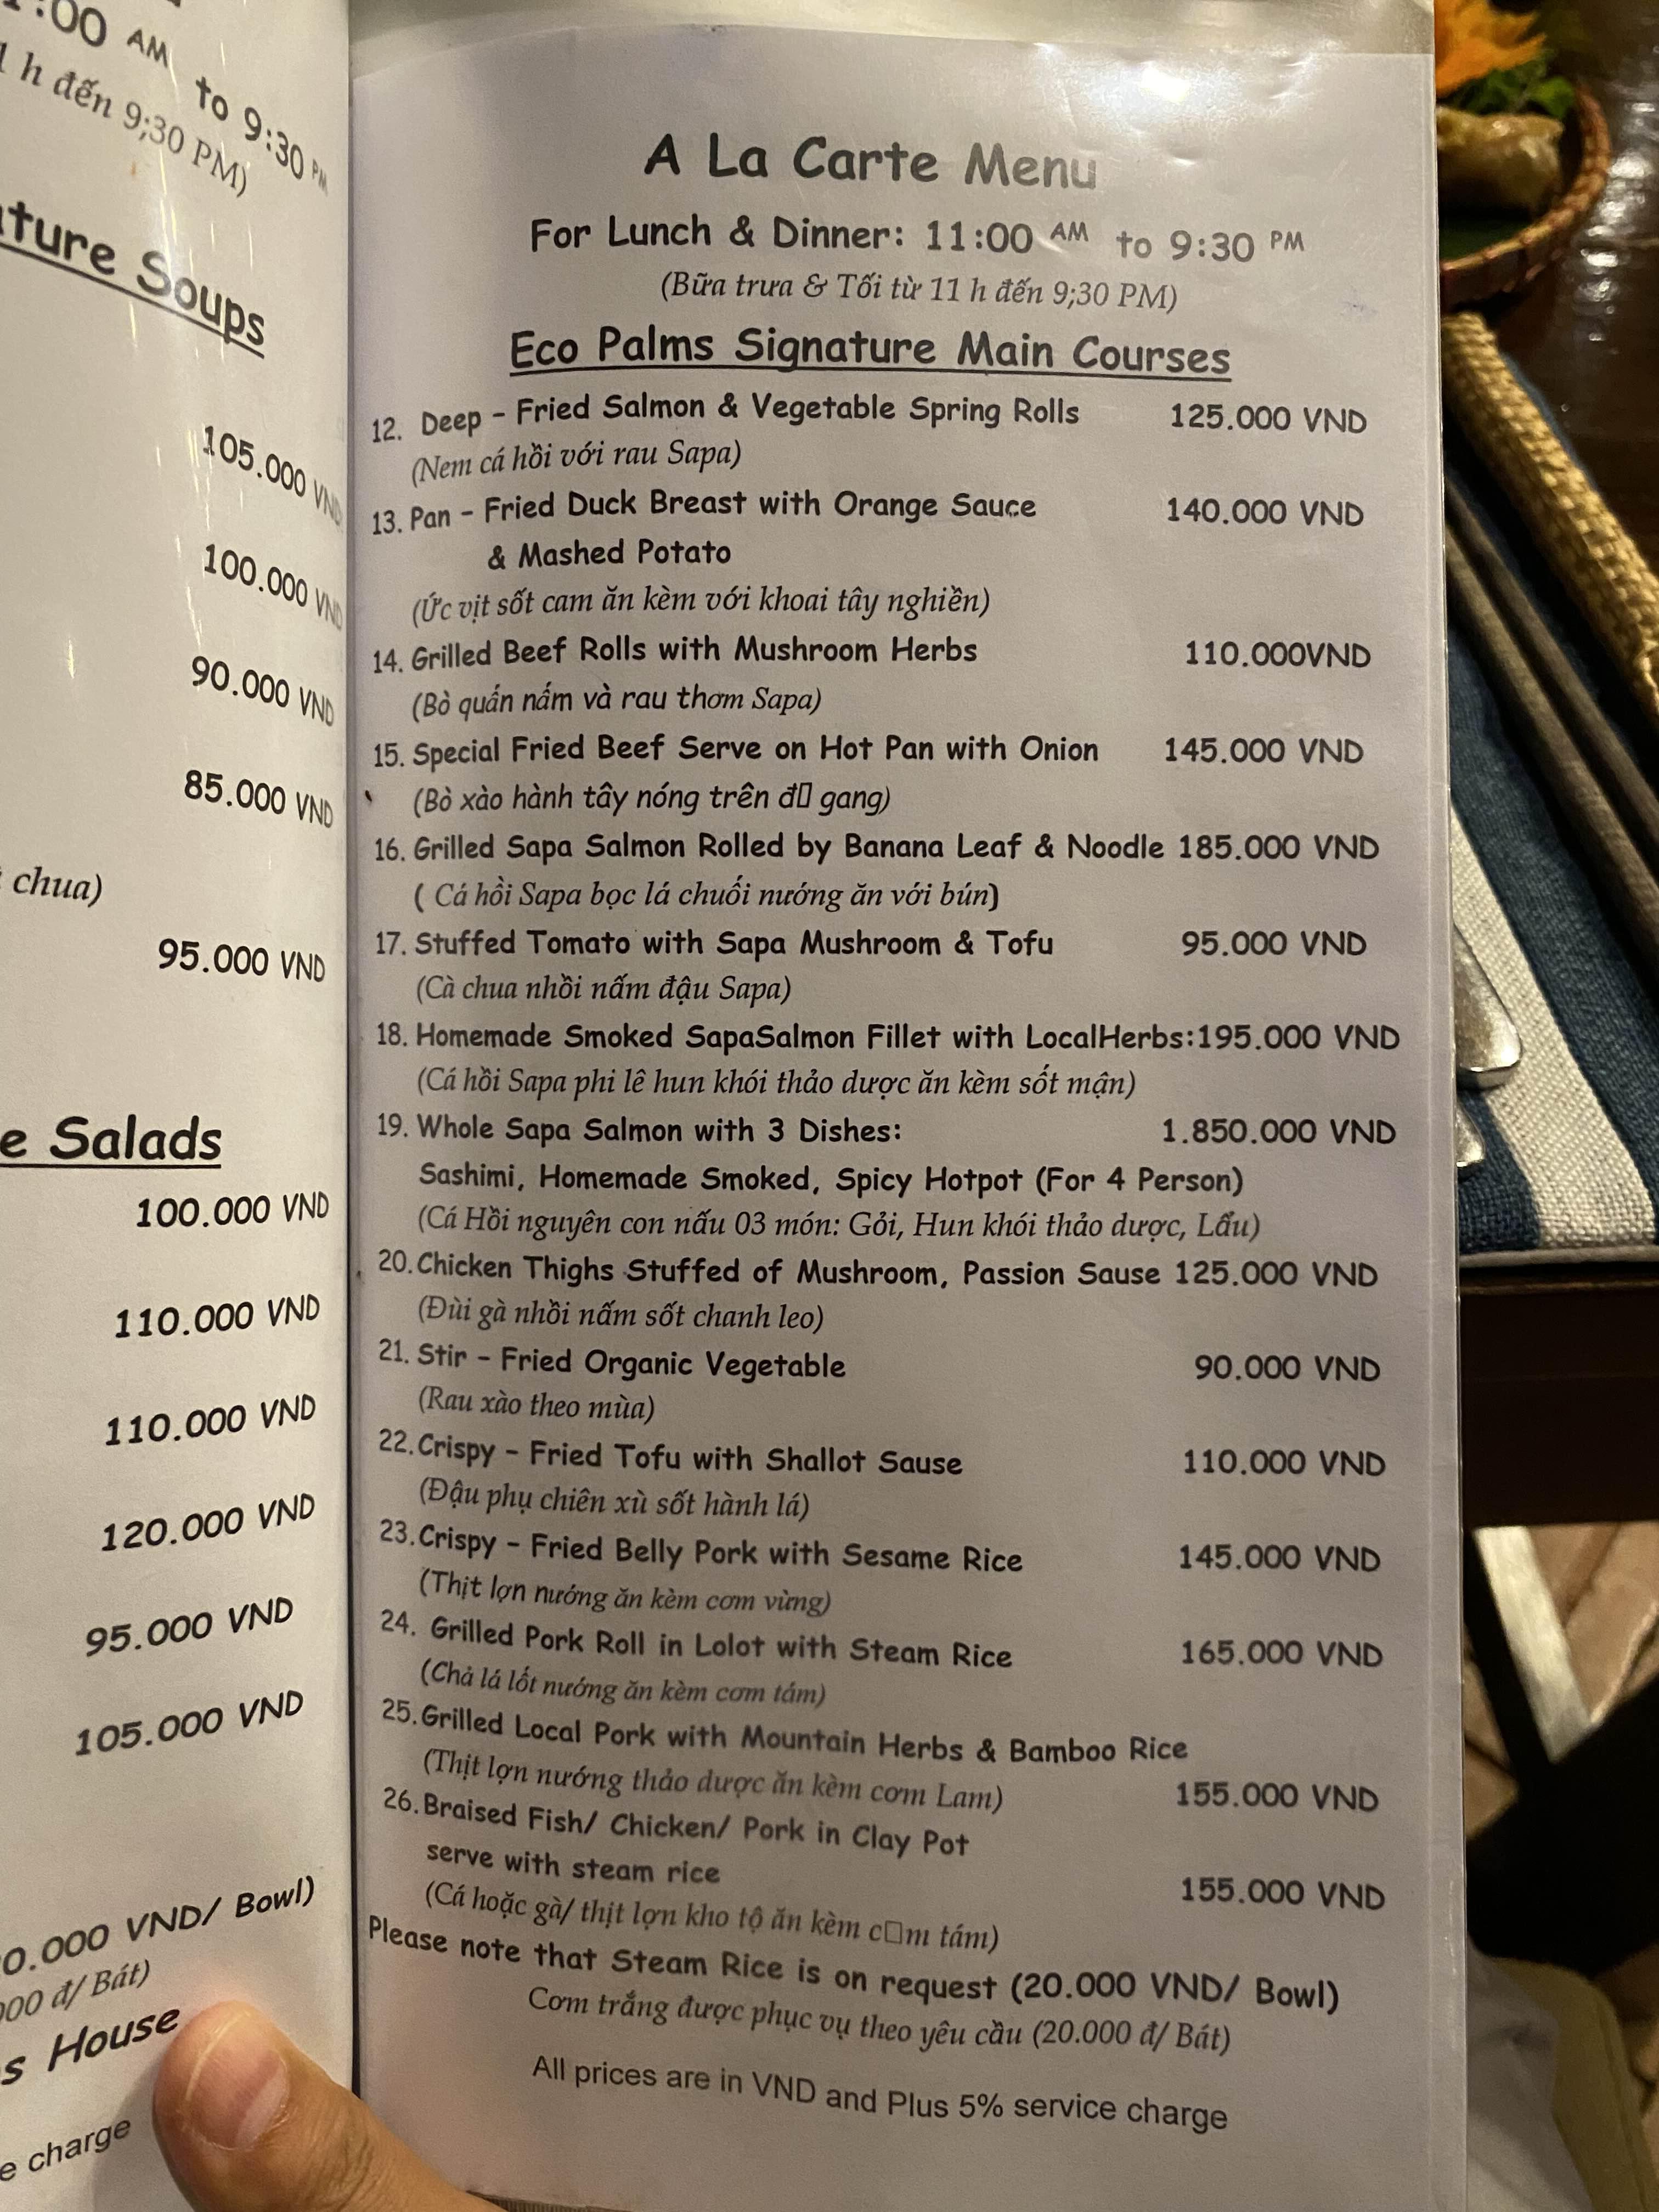 :00 AM to 9:30 PM
h đến 9;30 PM)
Soups
105.000 VND
100.000 VND
90.000 VND
85.000 VND
chua)
95.000 VND
Salads
100.000 VND
110.000 VND
110.000 VND
120.000 VND
95.000 VND
105.000 VND
0.000 VND/ Bowl)
000 đ/ Bát)
House
charge
A La Carte Menu
For Lunch & Dinner: 11:00 AM to 9:30 PM
(Bữa trưa & Tối từ 11 h đến 9;30 PM)
Eco Palms Signature Main Courses
12. Deep - Fried Salmon & Vegetable Spring Rolls 125.000 VND
(Nem cá hồi với rau Sapa)
13. Pan - Fried Duck Breast with Orange Sauce 140.000 VND
& Mashed Potato
(Ức vịt sốt cam ăn kèm với khoai tây nghiền)
14. Grilled Beef Rolls with Mushroom Herbs 110.000VND
(Bò quấn nấm và rau thơm Sapa)
15. Special Fried Beef Serve on Hot Pan with Onion 145.000 VND
(Bò xào hành tây nóng trên đ▯ gang)
16. Grilled Sapa Salmon Rolled by Banana Leaf & Noodle 185.000 VND
( Cá hồi Sapa bọc lá chuối nướng ăn với bún)
17. Stuffed Tomato with Sapa Mushroom & Tofu 95.000 VND
(Cà chua nhồi nấm đậu Sapa)
18. Homemade Smoked SapaSalmon Fillet with LocalHerbs:195.000 VND
(Cá hồi Sapa phi lê hun khói thảo dược ăn kèm sốt mận)
19. Whole Sapa Salmon with 3 Dishes: 1.850.000 VND
Sashimi, Homemade Smoked, Spicy Hotpot (For 4 Person)
(Cá Hồi nguyên con nấu 03 món: Gỏi, Hun khói thảo dược, Lẩu)
20.Chicken Thighs Stuffed of Mushroom, Passion Sause 125.000 VND
(Đùi gà nhồi nấm sốt chanh leo)
21. Stir - Fried Organic Vegetable 90.000 VND
(Rau xào theo mùa)
22.Crispy - Fried Tofu with Shallot Sause 110.000 VND
(Đậu phụ chiên xù sốt hành lá)
23.Crispy - Fried Belly Pork with Sesame Rice 145.000 VND
(Thịt lợn nướng ăn kèm cơm vừng)
24. Grilled Pork Roll in Lolot with Steam Rice 165.000 VND
(Chả lá lốt nướng ăn kèm cơm tám)
25.Grilled Local Pork with Mountain Herbs & Bamboo Rice
(Thịt lợn nướng thảo dược ăn kèm cơm Lam) 155.000 VND
26.Braised Fish/ Chicken/ Pork in Clay Pot
serve with steam rice 155.000 VND
(Cá hoặc gà/ thịt lợn kho tộ ăn kèm c▯m tám)
Please note that Steam Rice is on request (20.000 VND/ Bowl)
Cơm trắng được phục vụ theo yêu cầu (20.000 đ/ Bát)
All prices are in VND and Plus 5% service charge